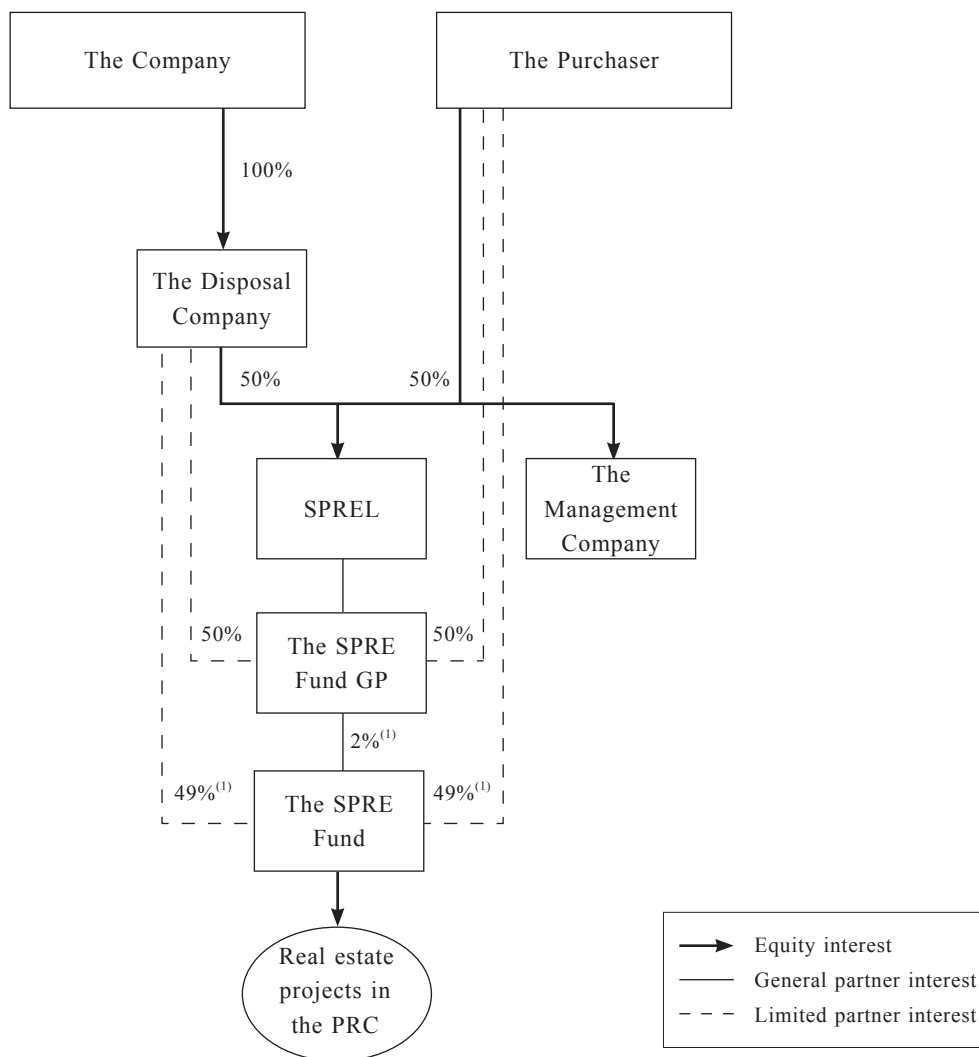 The Company
The Purchaser
100%
The Disposal
Company
50%
50%
SPREL
The
Management
Company
50%
The SPRE
Fund GP
50%
2%(1)
49%(1)
The SPRE
Fund
49%(1)
Real estate
projects in
the PRC
Equity interest
General partner interest
Limited partner interest